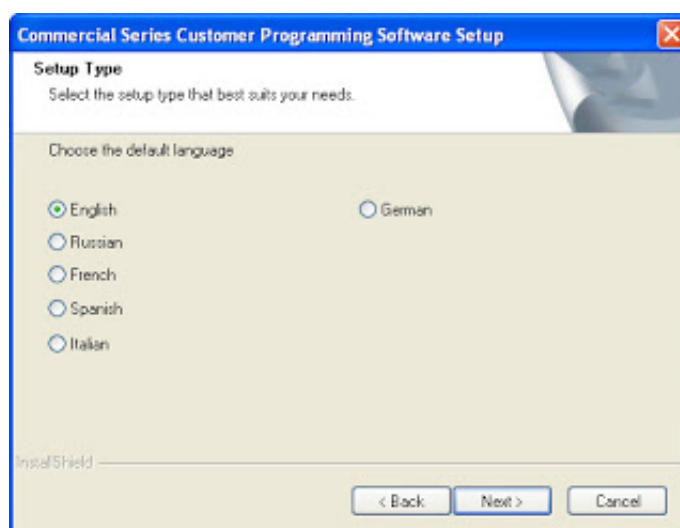 Commercial Series Customer Programming Software Setup
Setup Type
Select the setup type that best suits your needs.
Choose the default language
English
German
Russian
French
Spanish
Italian
InstallShield
< Back
Next >
Cancel